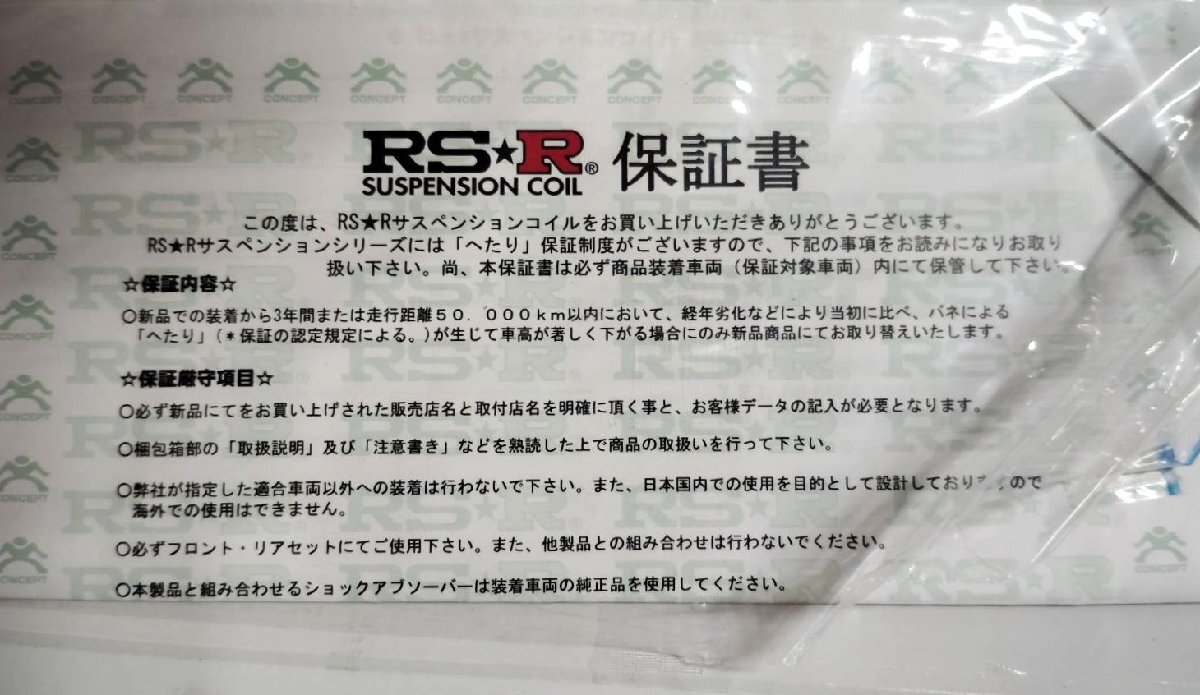 CONCEPT CONCEPT CONCEPT CONCEPT CONCEPT CONCEPT CONCEPT CONCEPT CONCEPT
RS★R® 保証書
SUSPENSION COIL
この度は、RS★Rサスペンションコイルをお買い上げいただきありがとうございます。
RS★Rサスペンションシリーズには「へたり」保証制度がございますので、下記の事項をお読みになりお取り
扱い下さい。尚、本保証書は必ず商品装着車両（保証対象車両）内にて保管して下さい。
☆保証内容☆
○新品での装着から3年間または走行距離50．000km以内において、経年劣化などにより当初に比べ、バネによる
「へたり」(＊保証の認定規定による。)が生じて車高が著しく下がる場合にのみ新品商品にてお取り替えいたします。
☆保証厳守項目☆
○必ず新品にてをお買い上げされた販売店名と取付店名を明確に頂く事と、お客様データの記入が必要となります。
○梱包箱部の「取扱説明」及び「注意書き」などを熟読した上で商品の取扱いを行って下さい。
○弊社が指定した適合車両以外への装着は行わないで下さい。また、日本国内での使用を目的として設計しておりますので
海外での使用はできません。
○必ずフロント・リアセットにてご使用下さい。また、他製品との組み合わせは行わないでください。
○本製品と組み合わせるショックアブソーバーは装着車両の純正品を使用してください。